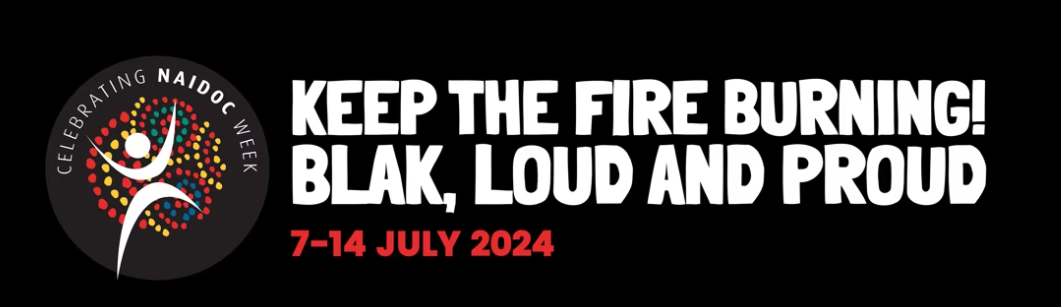 CELEBRATING NAIDOC WEEK
KEEP THE FIRE BURNING!
BLAK, LOUD AND PROUD
7-14 JULY 2024